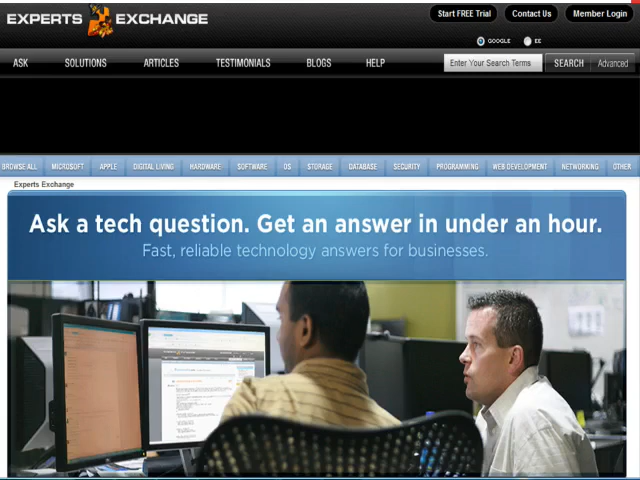 EXPERTS EXCHANGE
Start FREE Trial Contact Us Member Login
GOOGLE EE
ASK SOLUTIONS ARTICLES TESTIMONIALS BLOGS HELP Enter Your Search Terms SEARCH Advanced
BROWSE ALL MICROSOFT APPLE DIGITAL LIVING HARDWARE SOFTWARE OS STORAGE DATABASE SECURITY PROGRAMMING WEB DEVELOPMENT NETWORKING OTHER
Experts Exchange
Ask a tech question. Get an answer in under an hour.
Fast, reliable technology answers for businesses.